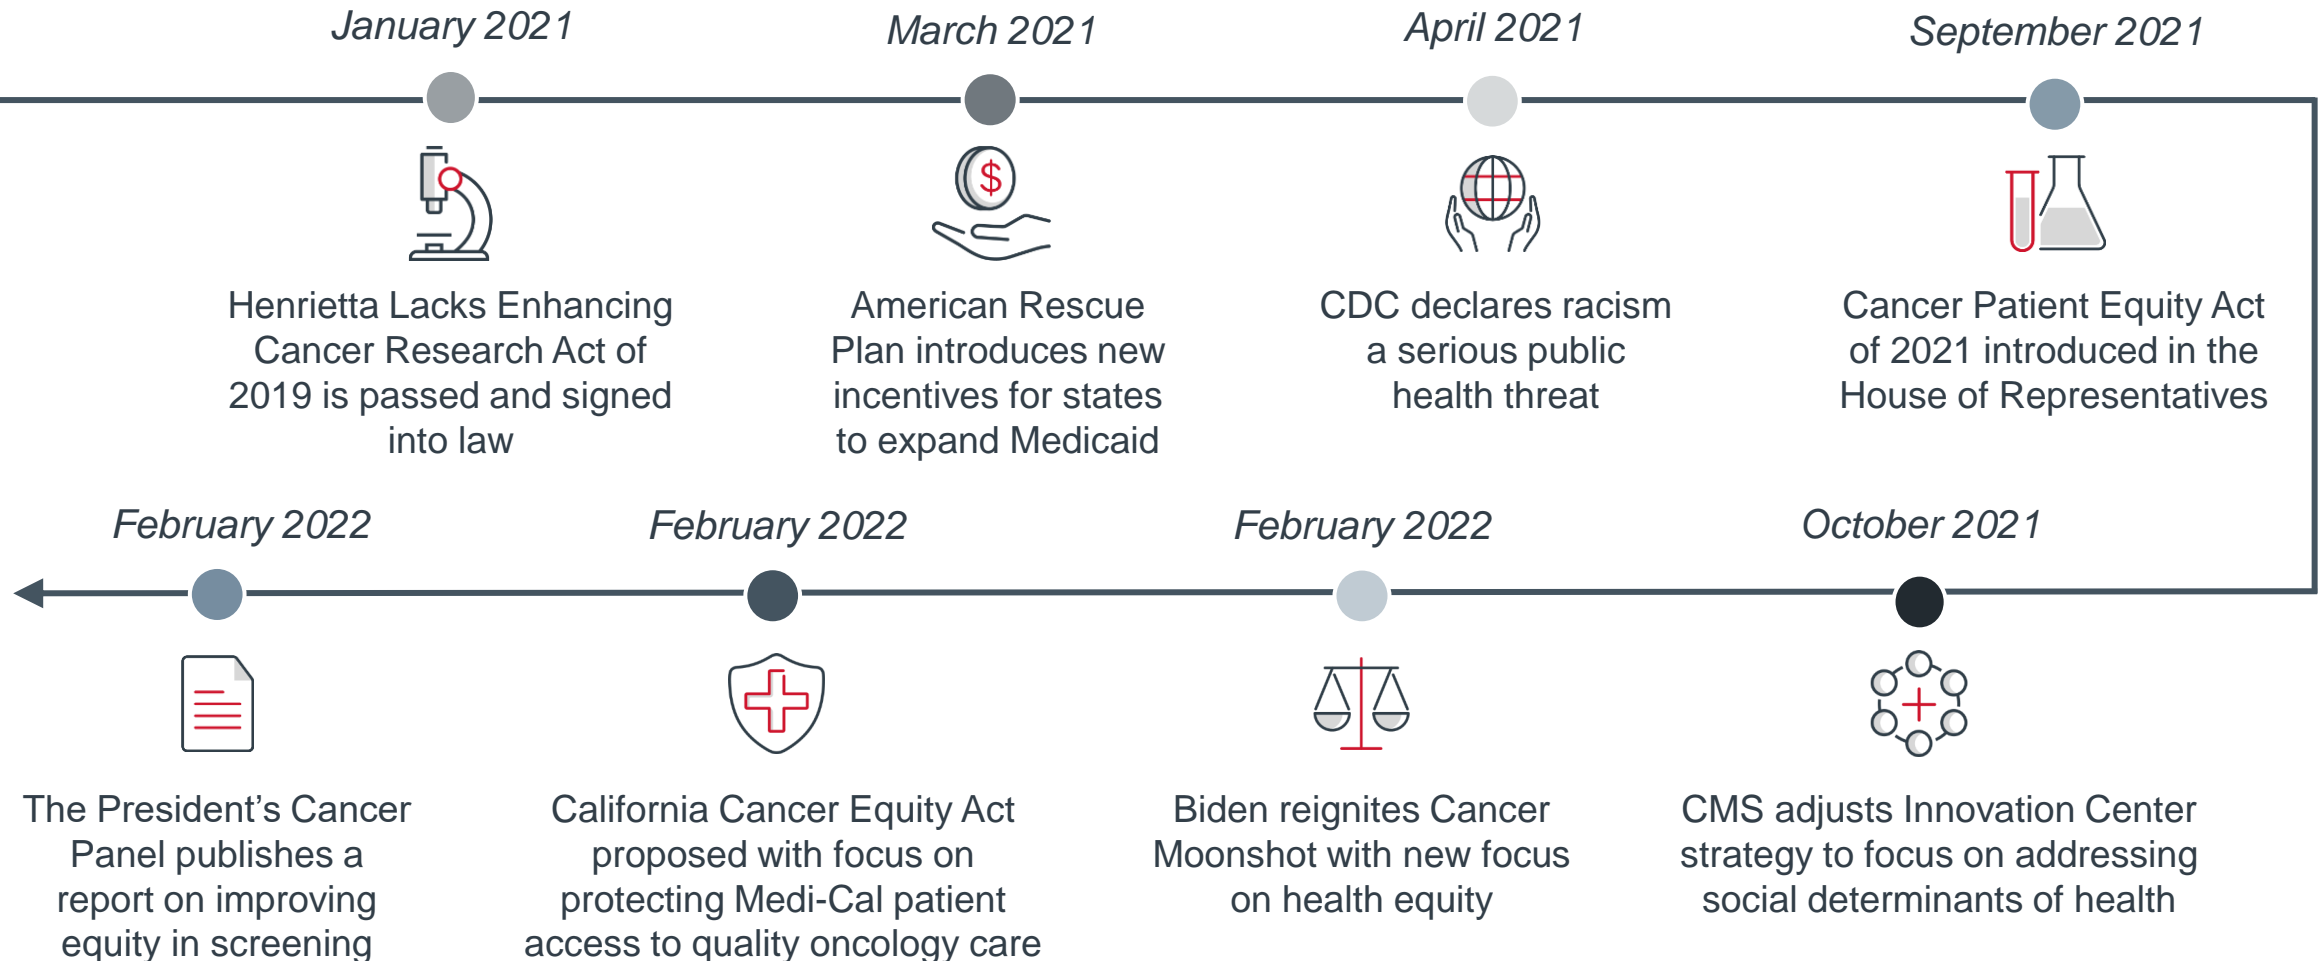 January 2021
March 2021
April 2021
September 2021
$
Henrietta Lacks Enhancing
Cancer Research Act of
2019 is passed and signed
into law
American Rescue
Plan introduces new
incentives for states
to expand Medicaid
CDC declares racism
a serious public
health threat
Cancer Patient Equity Act
of 2021 introduced in the
House of Representatives
February 2022
February 2022
February 2022
October 2021
The President’s Cancer
Panel publishes a
report on improving
equity in screening
California Cancer Equity Act
proposed with focus on
protecting Medi-Cal patient
access to quality oncology care
Biden reignites Cancer
Moonshot with new focus
on health equity
CMS adjusts Innovation Center
strategy to focus on addressing
social determinants of health